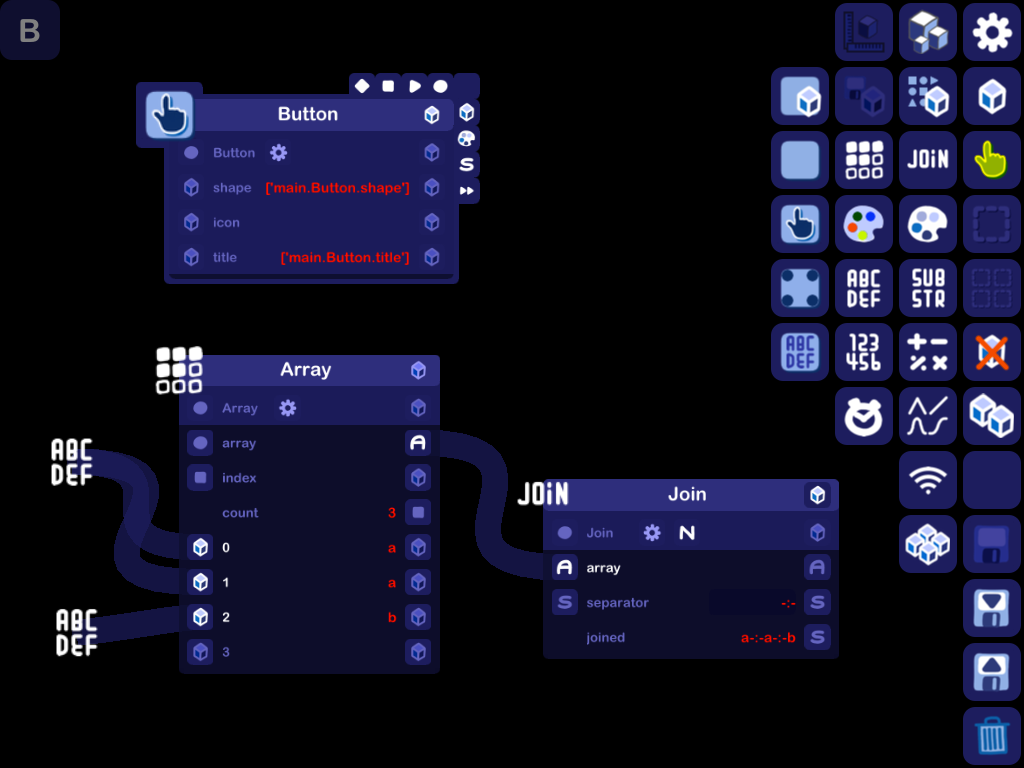 B
Button
Button
shape ['main.Button.shape']
icon
title ['main.Button.title']
S
JOIN
ABC
DEF
SUB
STR
ABC
DEF
123
456
Array
Array
array A
index
count 3
0 a
1 a
2 b
3
ABC
DEF
ABC
DEF
JOIN
Join
Join N
A array A
S separator -:- S
joined a-:-a-:-b S